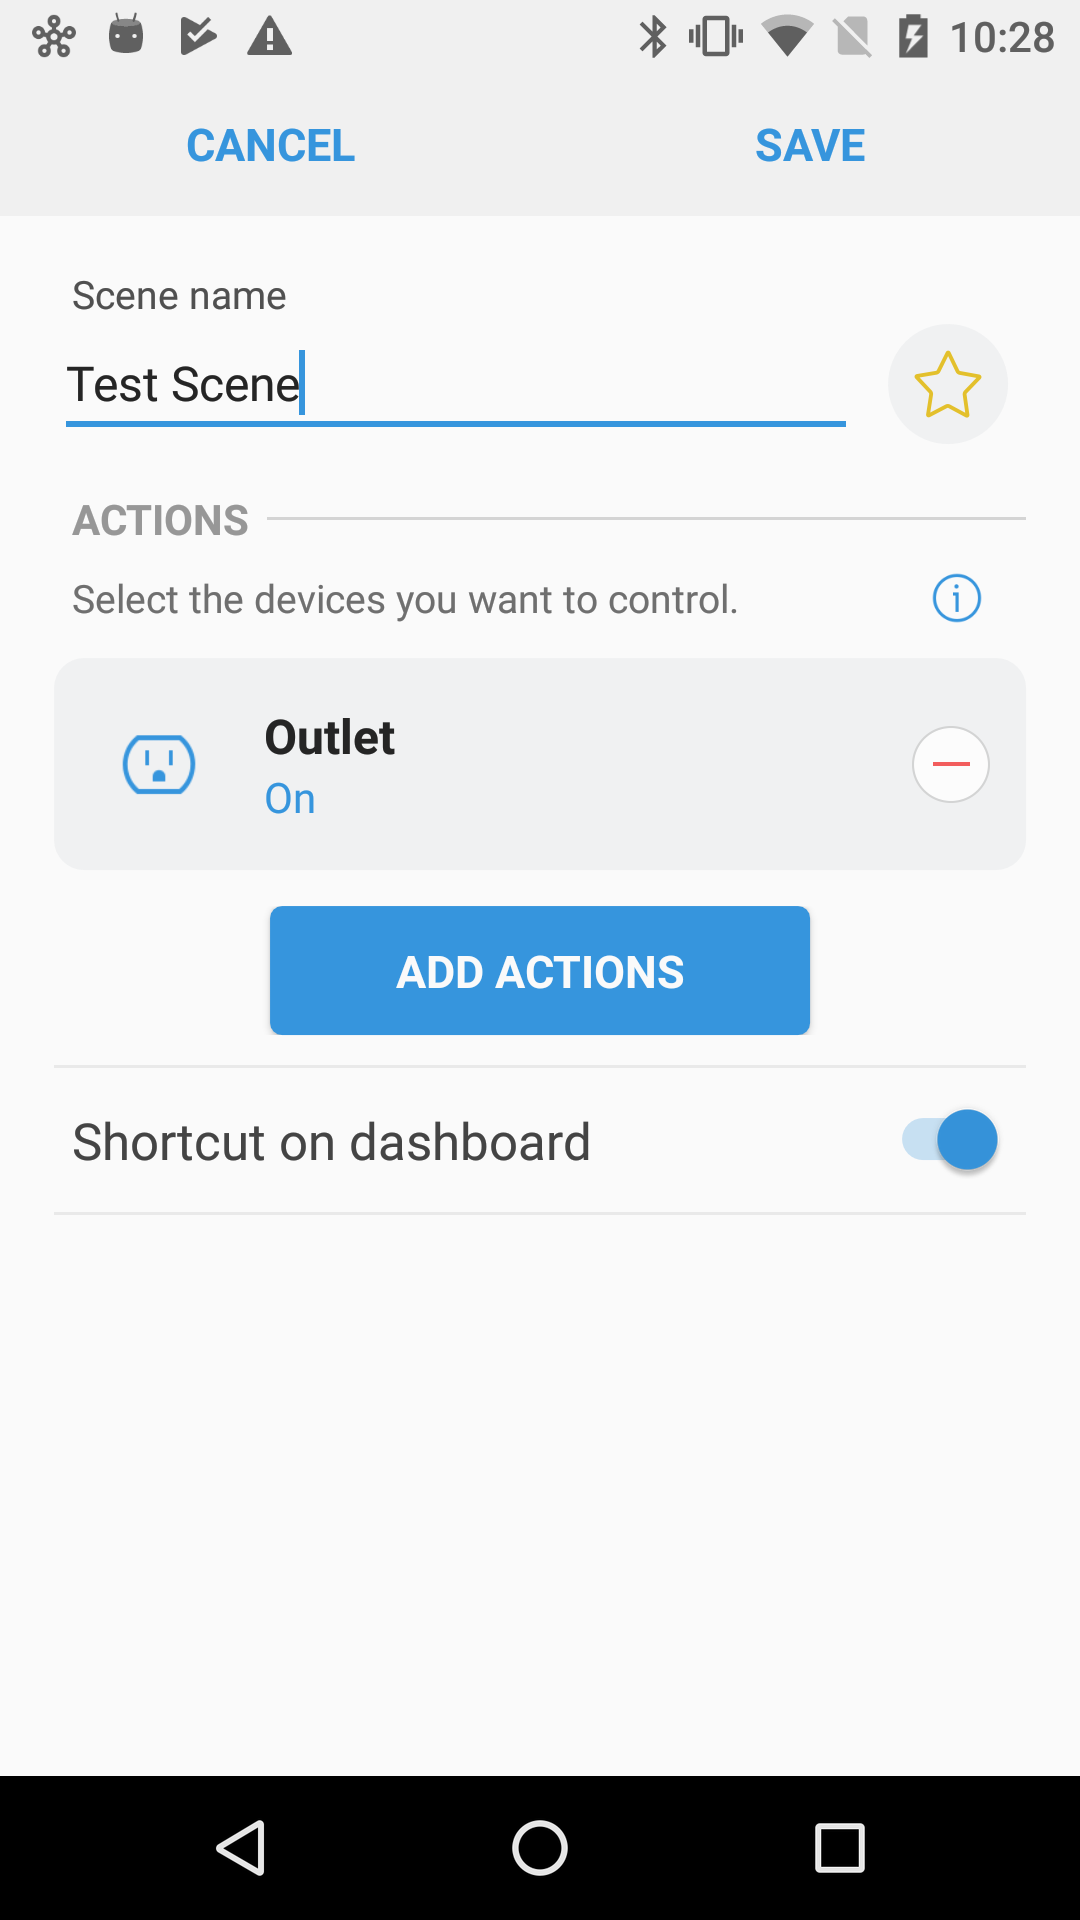 10:28
CANCEL SAVE
Scene name
Test Scene
ACTIONS
Select the devices you want to control.
Outlet
On
ADD ACTIONS
Shortcut on dashboard